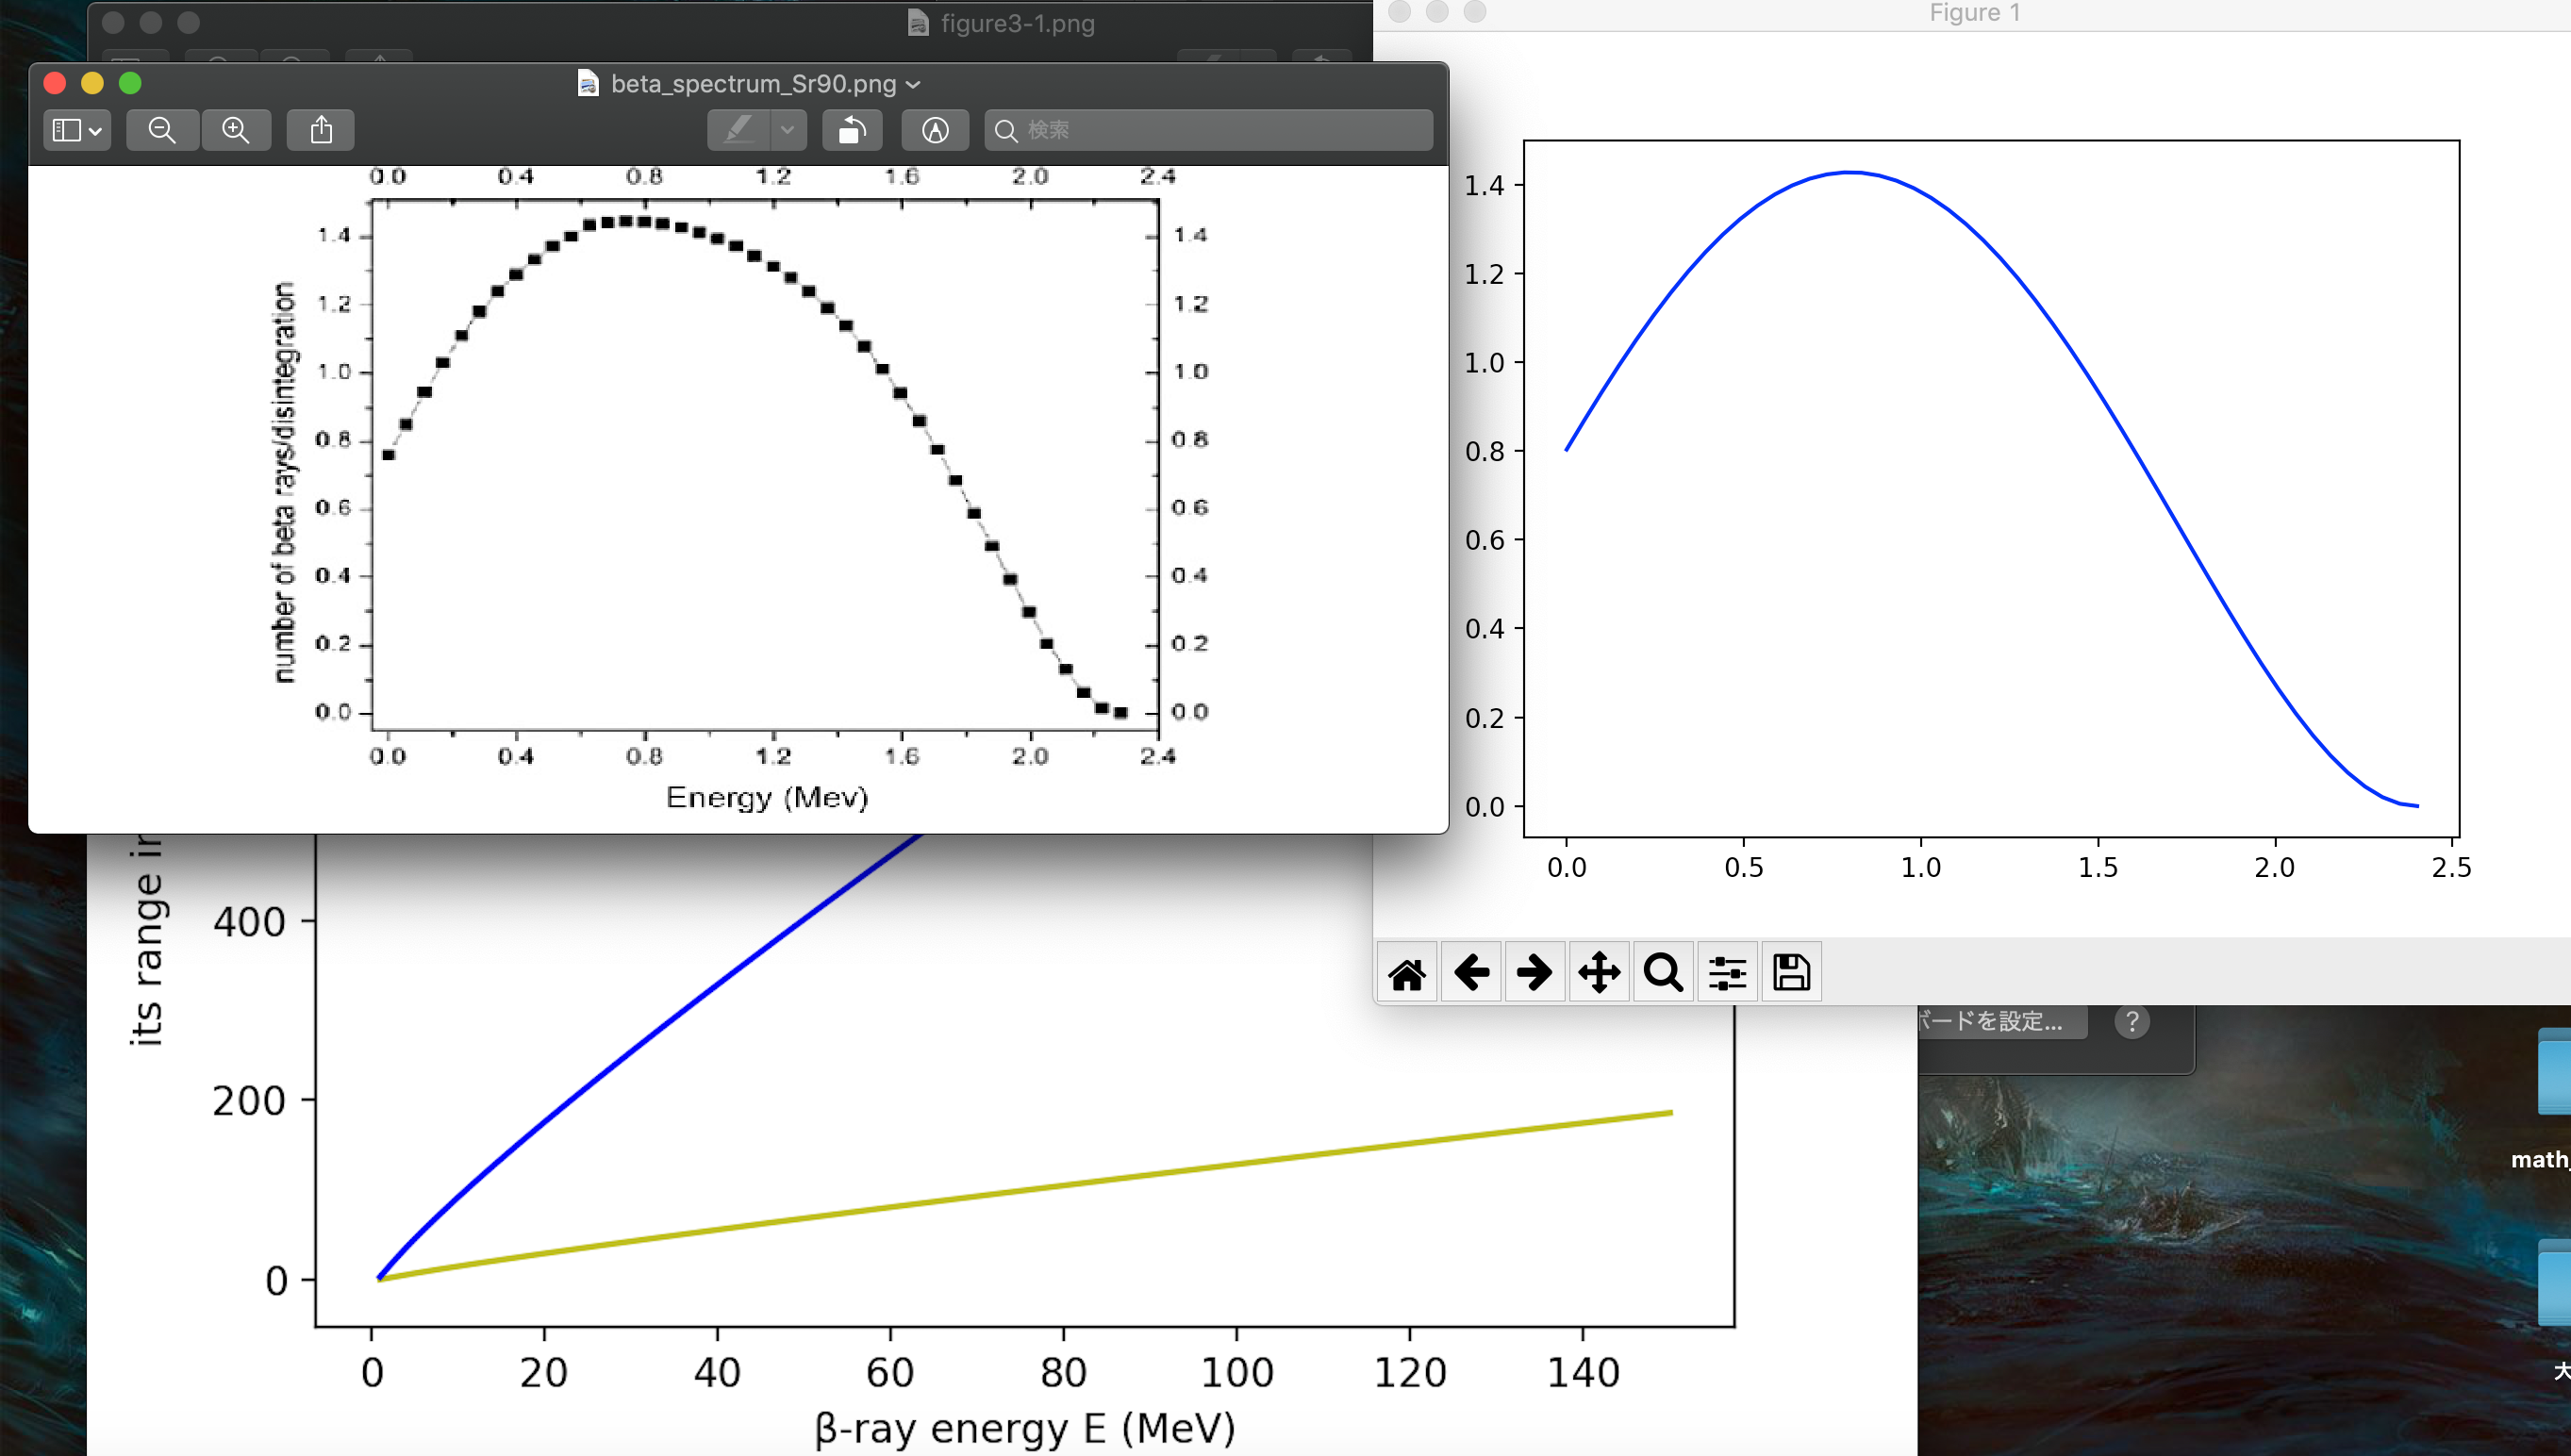 figure3-1.png
Figure 1
beta_spectrum_Sr90.png
検索
0.0 0.4 0.8 1.2 1.6 2.0 2.4
1.4 1.4
1.2 1.2
1.0 1.0
0.8 0.8
0.6 0.6
0.4 0.4
0.2 0.2
0.0 0.0
number of beta rays/disintegration
0.0 0.4 0.8 1.2 1.6 2.0 2.4
Energy (Mev)
1.4
1.2
1.0
0.8
0.6
0.4
0.2
0.0
0.0 0.5 1.0 1.5 2.0 2.5
its range in
400
200
0
0 20 40 60 80 100 120 140
β-ray energy E (MeV)
ボードを設定...
?
math_
大